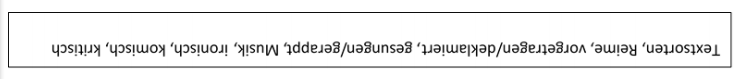 Textsorten, Reime, vorgetragen/deklamiert, gesungen/gerappt, Musik, ironisch, komisch, kritisch